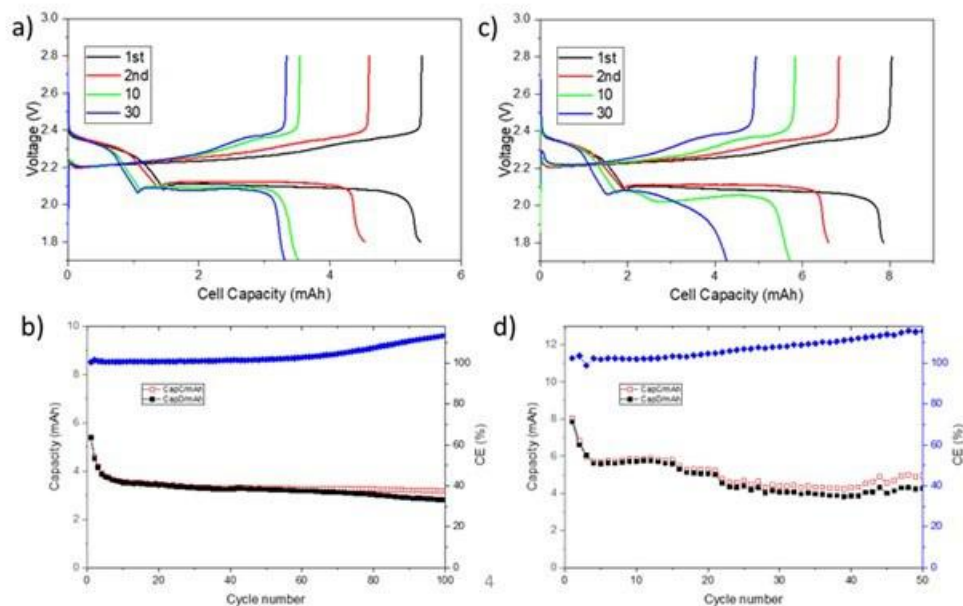 a)
3.0
2.8
2.6
2.4
2.2
2.0
1.8
Voltage (V)
1st
2nd
10
30
0
2
4
6
Cell Capacity (mAh)
c)
3.0
2.8
2.6
2.4
2.2
2.0
1.8
Voltage (V)
1st
2nd
10
30
0
2
4
6
8
Cell Capacity (mAh)
b)
10
8
6
4
2
0
Capacity (mAh)
CapC/mAh
CapD/mAh
100
80
60
40
20
0
CE (%)
0
20
40
60
80
100
Cycle number
4
d)
12
10
8
6
4
2
0
Capacity (mAh)
CapC/mAh
CapD/mAh
100
80
60
40
20
0
CE (%)
0
10
20
30
40
50
Cycle number